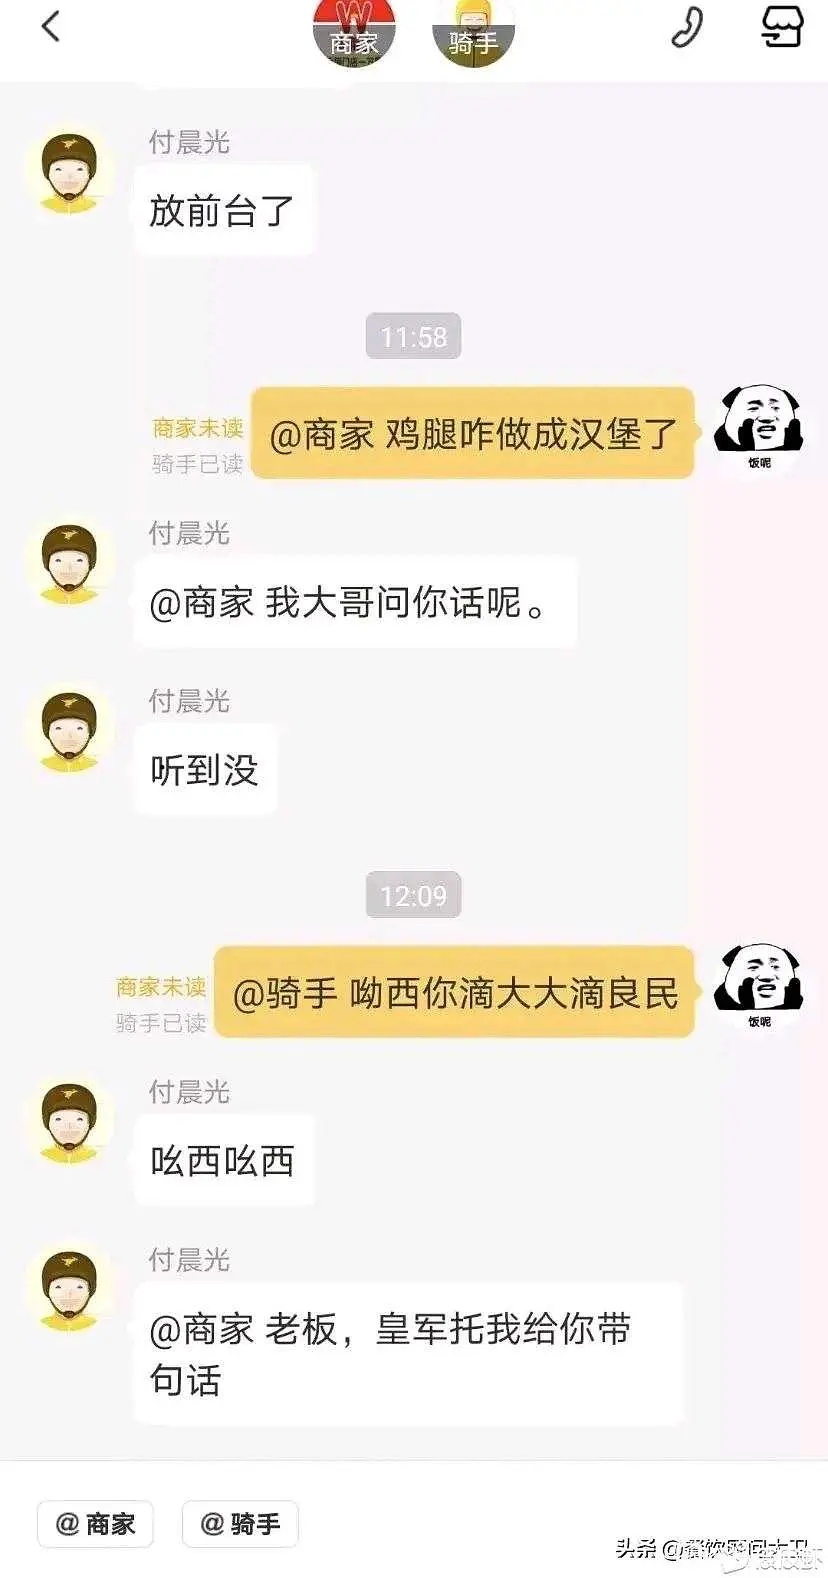 商家
骑手
付晨光
放前台了
11:58
商家未读
骑手已读
@商家 鸡腿咋做成汉堡了
饭呢
付晨光
@商家 我大哥问你话呢。
付晨光
听到没
12:09
商家未读
骑手已读
@骑手 呦西你滴大大滴良民
饭呢
付晨光
吆西吆西
付晨光
@商家 老板，皇军托我给你带
句话
@ 商家
@ 骑手
头条 @餐饮